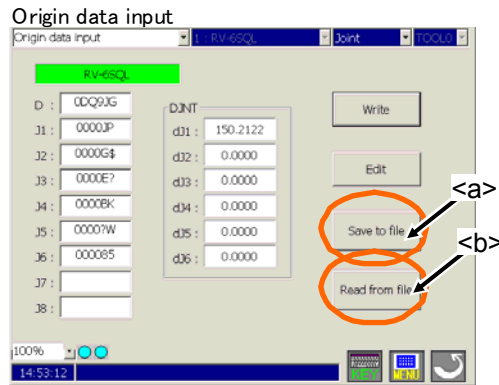 Origin data input
Origin data input 1 : RV-6SQL Joint TOOL0
RV-6SQL
D : 0DQ9JG
J1 : 0000JP
J2 : 0000G$
J3 : 0000E?
J4 : 0000BK
J5 : 0000?W
J6 : 000085
J7 :
J8 :
DJNT
dJ1 : 150.2122
dJ2 : 0.0000
dJ3 : 0.0000
dJ4 : 0.0000
dJ5 : 0.0000
dJ6 : 0.0000
Write
Edit
Save to file
Read from file
<a>
<b>
100%
14:53:12
KEY MENU